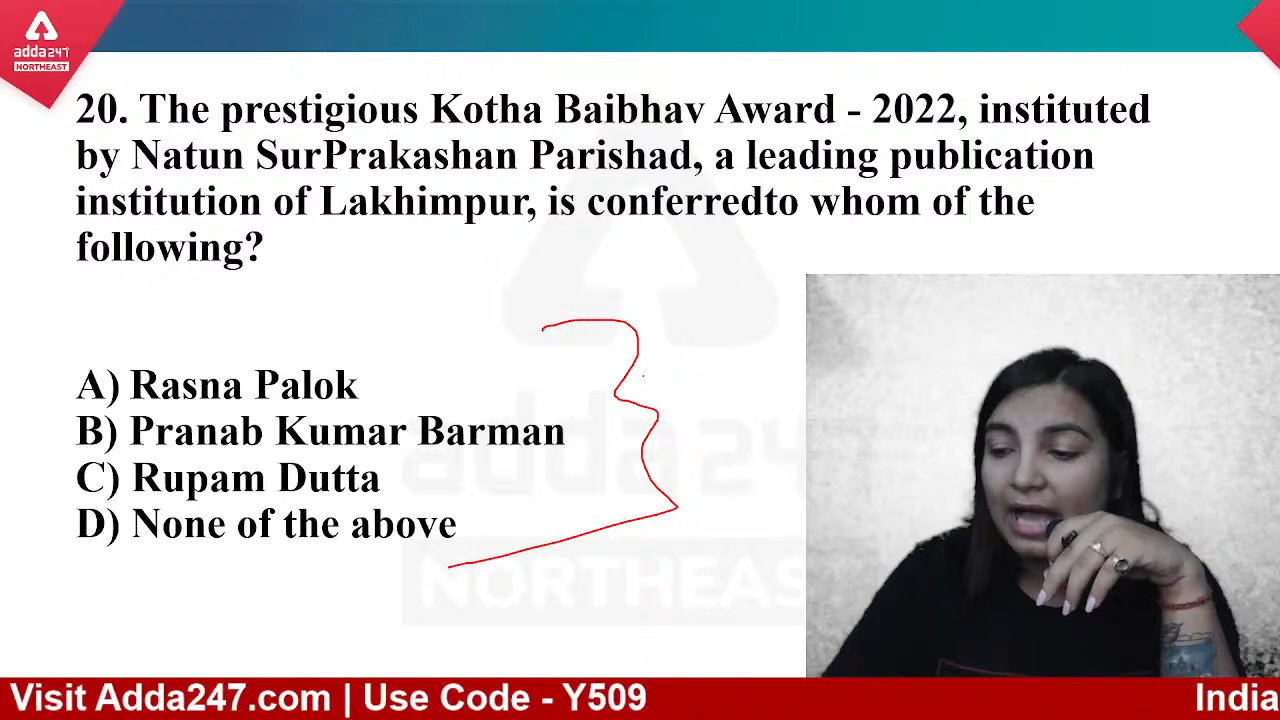 adda247
NORTHEAST
20. The prestigious Kotha Baibhav Award - 2022, instituted
by Natun SurPrakashan Parishad, a leading publication
institution of Lakhimpur, is conferredto whom of the
following?
A) Rasna Palok
B) Pranab Kumar Barman
C) Rupam Dutta
D) None of the above
adda247
NORTHEAST
Visit Adda247.com | Use Code - Y509
India